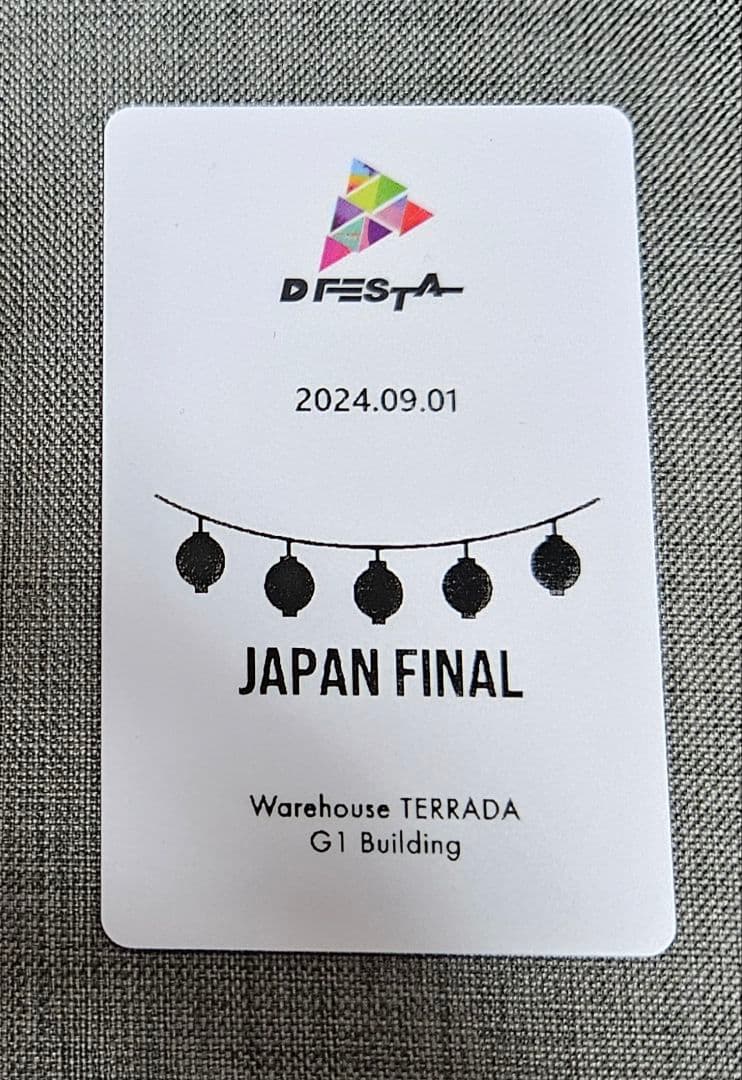 D FESTA
2024.09.01
JAPAN FINAL
Warehouse TERRADA
G1 Building